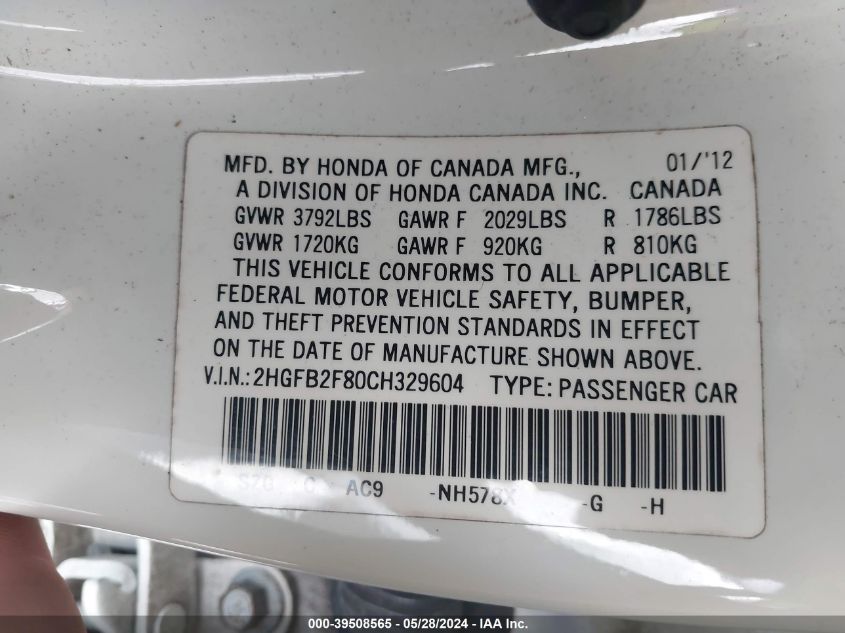 MFD. BY HONDA OF CANADA MFG., 01/'12
A DIVISION OF HONDA CANADA INC. CANADA
GVWR 3792LBS GAWR F 2029LBS R 1786LBS
GVWR 1720KG GAWR F 920KG R 810KG
THIS VEHICLE CONFORMS TO ALL APPLICABLE
FEDERAL MOTOR VEHICLE SAFETY, BUMPER,
AND THEFT PREVENTION STANDARDS IN EFFECT
ON THE DATE OF MANUFACTURE SHOWN ABOVE.
V.I.N.: 2HGFB2F80CH329604 TYPE: PASSENGER CAR
AC9 -NH578X -G -H
000-39508565 - 05/28/2024 - IAA Inc.